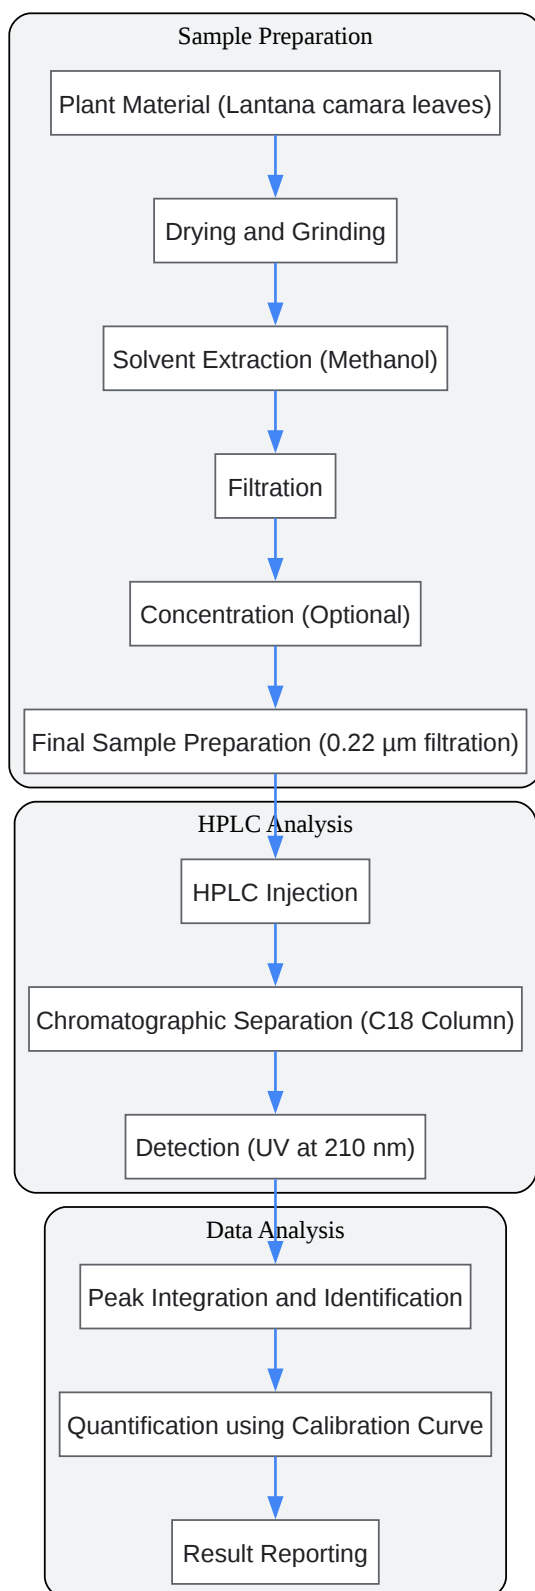 Sample Preparation
Plant Material (Lantana camara leaves)
Drying and Grinding
Solvent Extraction (Methanol)
Filtration
Concentration (Optional)
Final Sample Preparation (0.22 µm filtration)
HPLC Analysis
HPLC Injection
Chromatographic Separation (C18 Column)
Detection (UV at 210 nm)
Data Analysis
Peak Integration and Identification
Quantification using Calibration Curve
Result Reporting